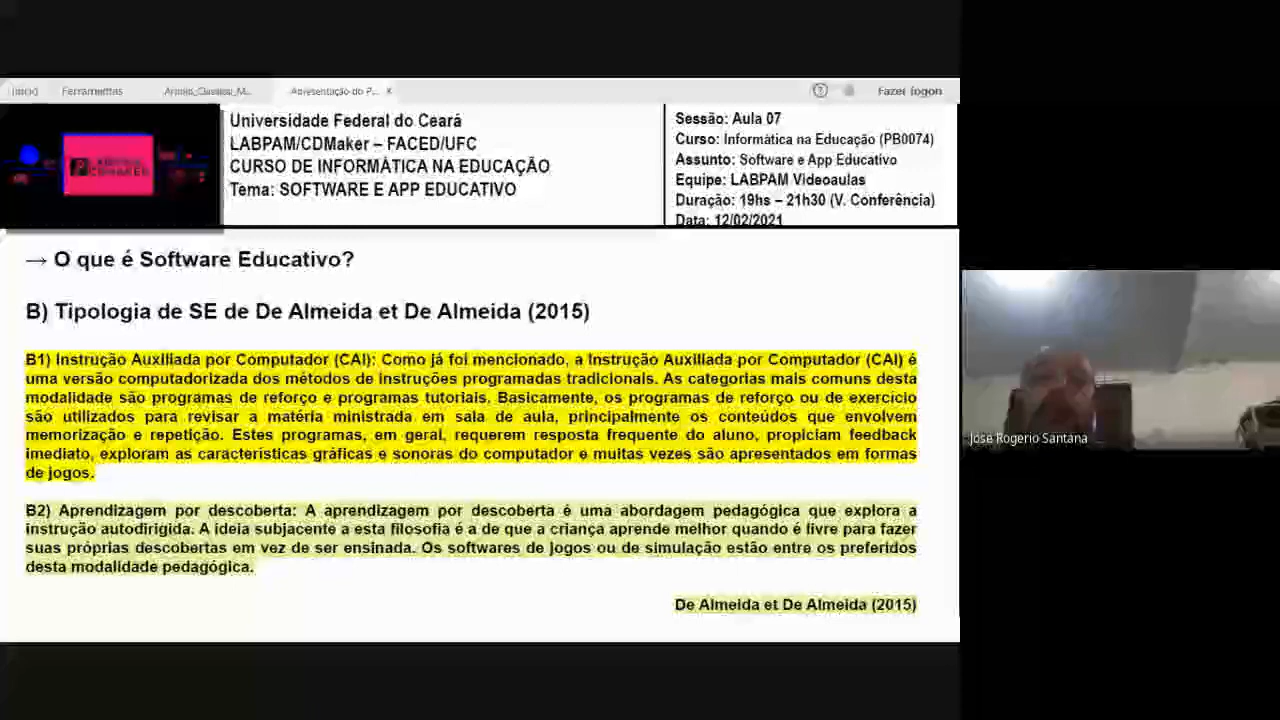 Início
Ferramentas
Apresentação do P... x
? Fazer logon
Universidade Federal do Ceará
LABPAM/CDMaker – FACED/UFC
CURSO DE INFORMÁTICA NA EDUCAÇÃO
Tema: SOFTWARE E APP EDUCATIVO
Sessão: Aula 07
Curso: Informática na Educação (PB0074)
Assunto: Software e App Educativo
Equipe: LABPAM Videoaulas
Duração: 19hs – 21h30 (V. Conferência)
Data: 12/02/2021
→ O que é Software Educativo?
B) Tipologia de SE de De Almeida et De Almeida (2015)
B1) Instrução Auxiliada por Computador (CAI): Como já foi mencionado, a Instrução Auxiliada por Computador (CAI) é
uma versão computadorizada dos métodos de instruções programadas tradicionais. As categorias mais comuns desta
modalidade são programas de reforço e programas tutoriais. Basicamente, os programas de reforço ou de exercício
são utilizados para revisar a matéria ministrada em sala de aula, principalmente os conteúdos que envolvem
memorização e repetição. Estes programas, em geral, requerem resposta frequente do aluno, propiciam feedback
imediato, exploram as características gráficas e sonoras do computador e muitas vezes são apresentados em formas
de jogos.
B2) Aprendizagem por descoberta: A aprendizagem por descoberta é uma abordagem pedagógica que explora a
instrução autodirigida. A ideia subjacente a esta filosofia é a de que a criança aprende melhor quando é livre para fazer
suas próprias descobertas em vez de ser ensinada. Os softwares de jogos ou de simulação estão entre os preferidos
desta modalidade pedagógica.
De Almeida et De Almeida (2015)
José Rogério Santana